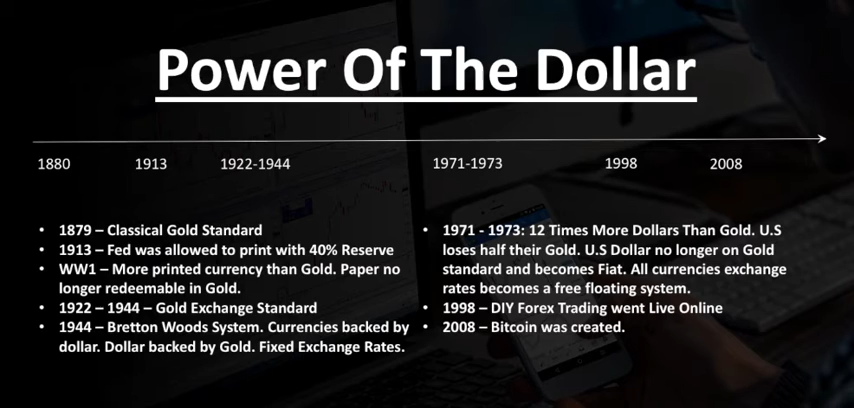 Power Of The Dollar
1880 1913 1922-1944 1971-1973 1998 2008
• 1879 – Classical Gold Standard
• 1913 – Fed was allowed to print with 40% Reserve
• WW1 – More printed currency than Gold. Paper no
longer redeemable in Gold.
• 1922 – 1944 – Gold Exchange Standard
• 1944 – Bretton Woods System. Currencies backed by
dollar. Dollar backed by Gold. Fixed Exchange Rates.
• 1971 - 1973: 12 Times More Dollars Than Gold. U.S
loses half their Gold. U.S Dollar no longer on Gold
standard and becomes Fiat. All currencies exchange
rates becomes a free floating system.
• 1998 – DIY Forex Trading went Live Online
• 2008 – Bitcoin was created.